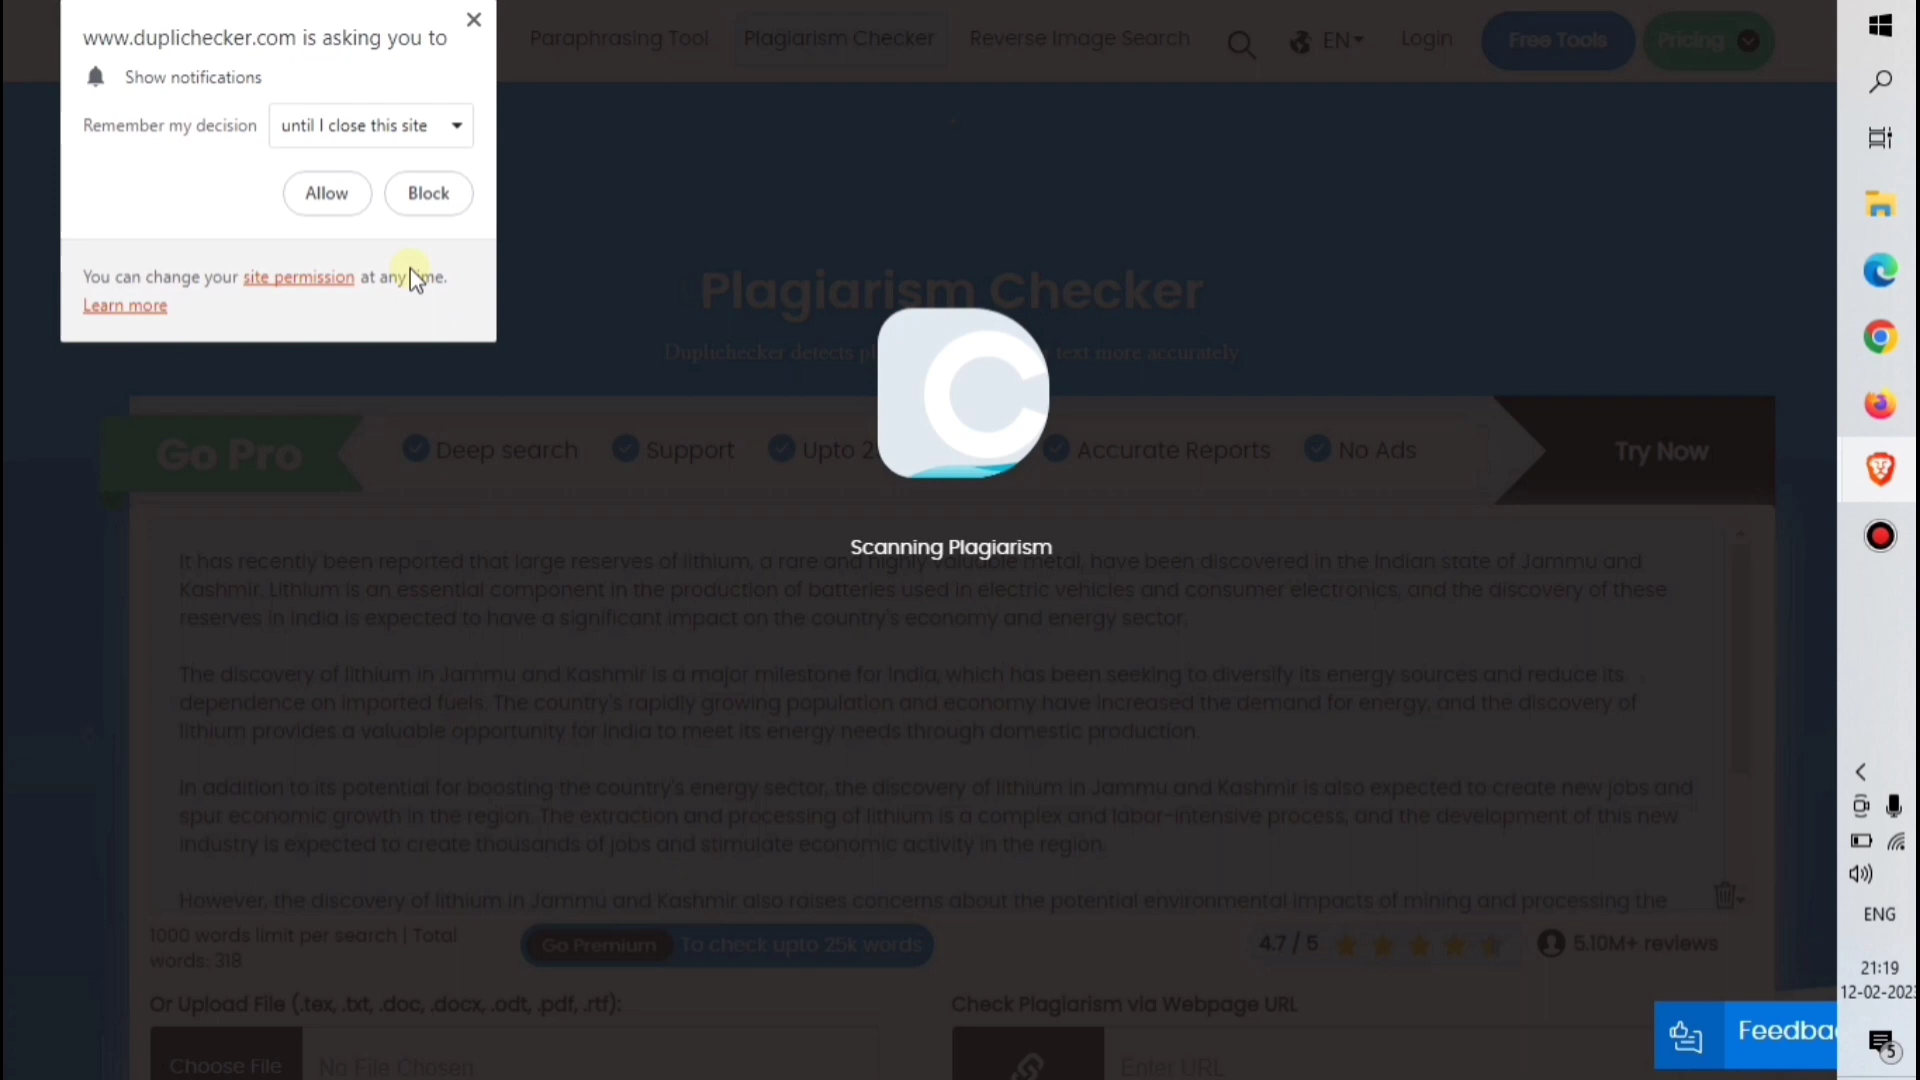 www.duplichecker.com is asking you to
Show notifications
Remember my decision until I close this site
Allow Block
You can change your site permission at any me.
Learn more
Paraphrasing Tool Plagiarism Checker Reverse Image Search EN Login Free Tools Pricing
Plagiarism Checker
Duplichecker detects pl text more accurately
Go Pro Deep search Support Upto 2 Accurate Reports No Ads Try Now
Scanning Plagiarism
It has recently been reported that large reserves of lithium, a rare and highly valuable metal, have been discovered in the Indian state of Jammu and
Kashmir. Lithium is an essential component in the production of batteries used in electric vehicles and consumer electronics, and the discovery of these
reserves in India is expected to have a significant impact on the country's economy and energy sector.
The discovery of lithium in Jammu and Kashmir is a major milestone for India, which has been seeking to diversify its energy sources and reduce its
dependence on imported fuels. The country's rapidly growing population and economy have increased the demand for energy, and the discovery of
lithium provides a valuable opportunity for India to meet its energy needs through domestic production.
In addition to its potential for boosting the country's energy sector, the discovery of lithium in Jammu and Kashmir is also expected to create new jobs and
spur economic growth in the region. The extraction and processing of lithium is a complex and labor-intensive process, and the development of this new
industry is expected to create thousands of jobs and stimulate economic activity in the region.
However, the discovery of lithium in Jammu and Kashmir also raises concerns about the potential environmental impacts of mining and processing the
1000 words limit per search | Total
words: 318
Go Premium To check upto 25k words
4.7 / 5 5.10M+ reviews
Or Upload File (.tex, .txt, .doc, .docx, .odt, .pdf, .rtf):
Check Plagiarism via Webpage URL
Choose File No File Chosen
Enter URL
Feedba
ENG
21:19
12-02-202
5